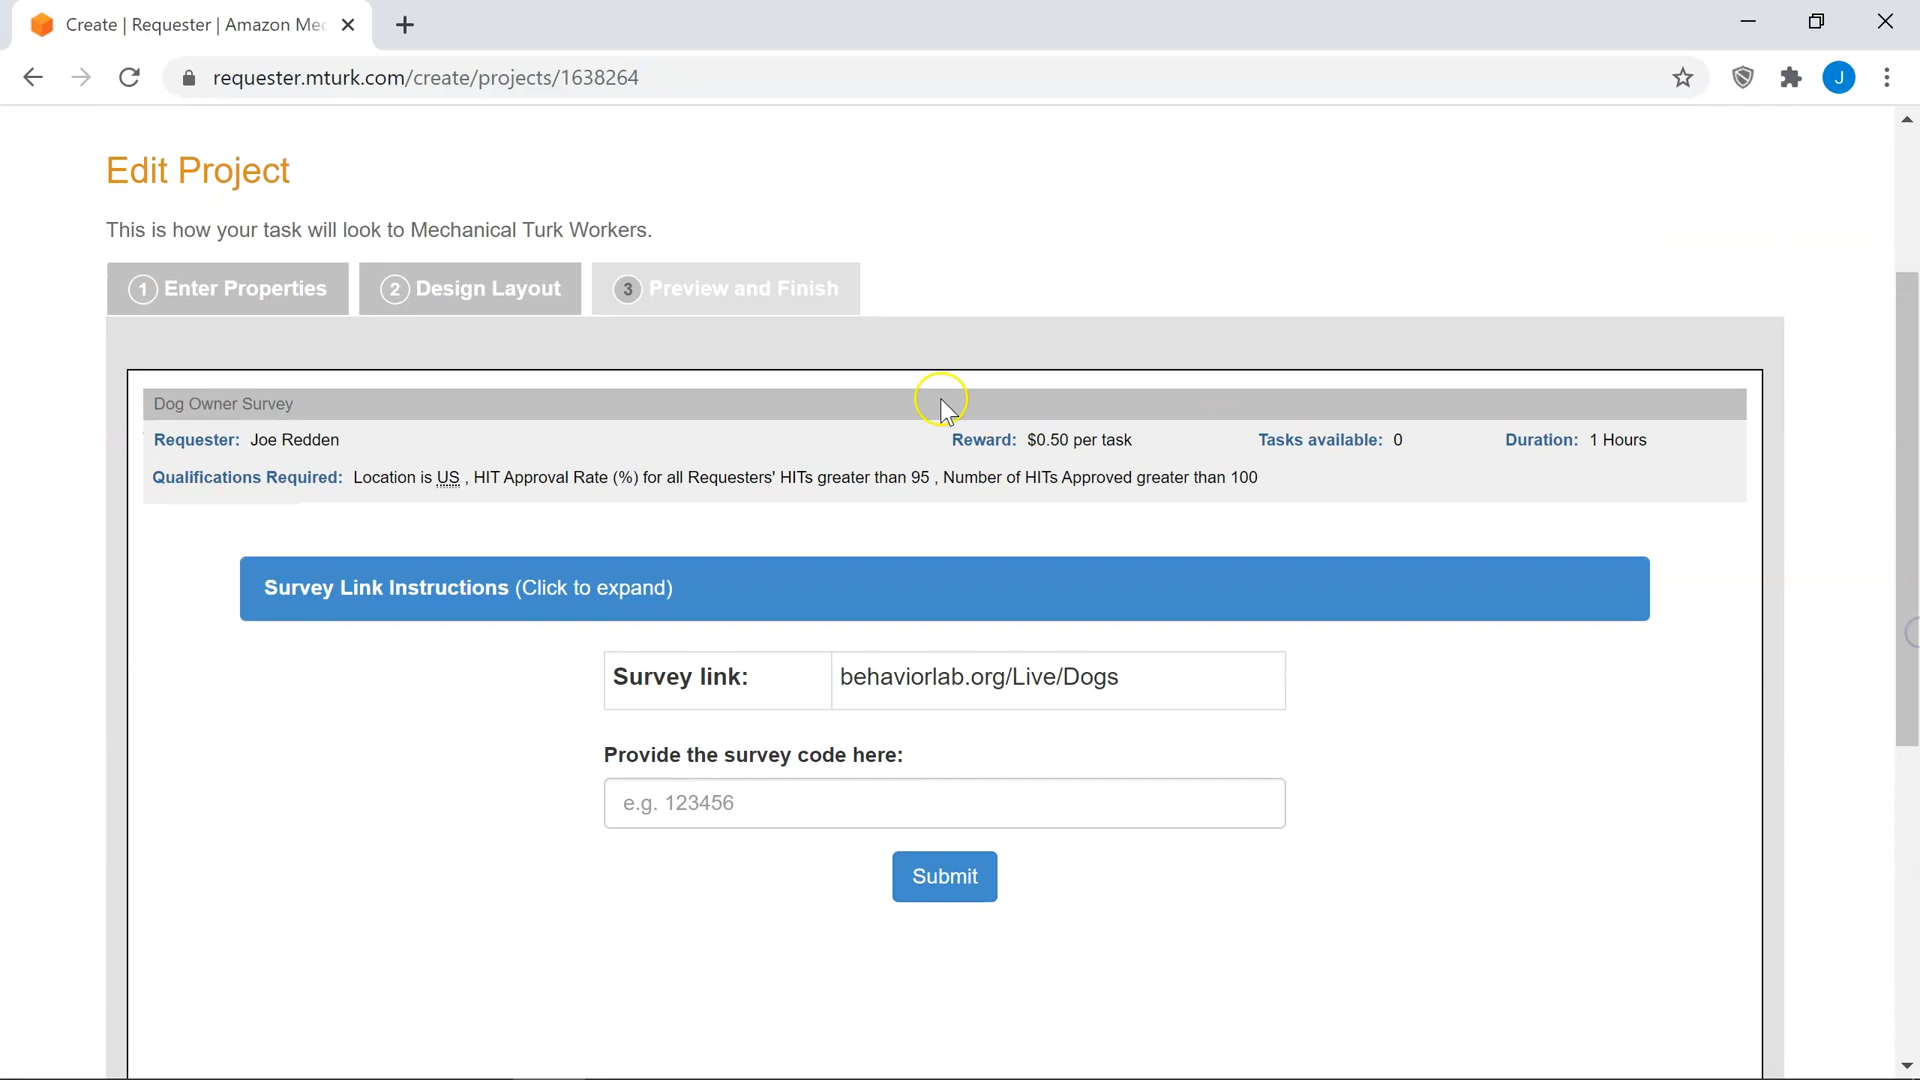 Create | Requester | Amazon Mec
requester.mturk.com/create/projects/1638264
J
Edit Project
This is how your task will look to Mechanical Turk Workers.
1 Enter Properties
2 Design Layout
3 Preview and Finish
Dog Owner Survey
Requester: Joe Redden
Reward: $0.50 per task
Tasks available: 0
Duration: 1 Hours
Qualifications Required: Location is US , HIT Approval Rate (%) for all Requesters' HITs greater than 95 , Number of HITs Approved greater than 100
Survey Link Instructions (Click to expand)
Survey link: behaviorlab.org/Live/Dogs
Provide the survey code here:
e.g. 123456
Submit